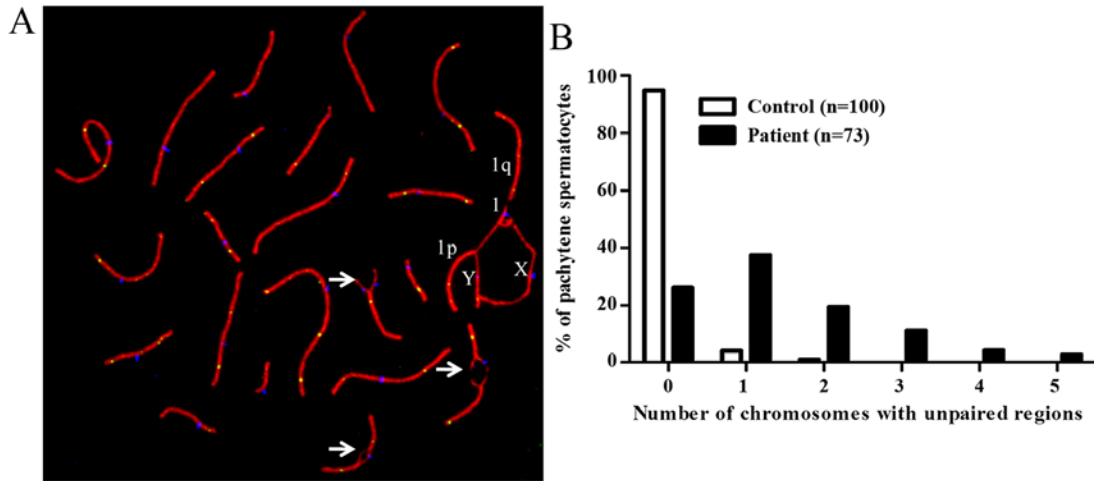 A
1q
1
1p
Y
X
B
% of pachytene spermatocytes
100
80
60
40
20
0
Control (n=100)
Patient (n=73)
0 1 2 3 4 5
Number of chromosomes with unpaired regions